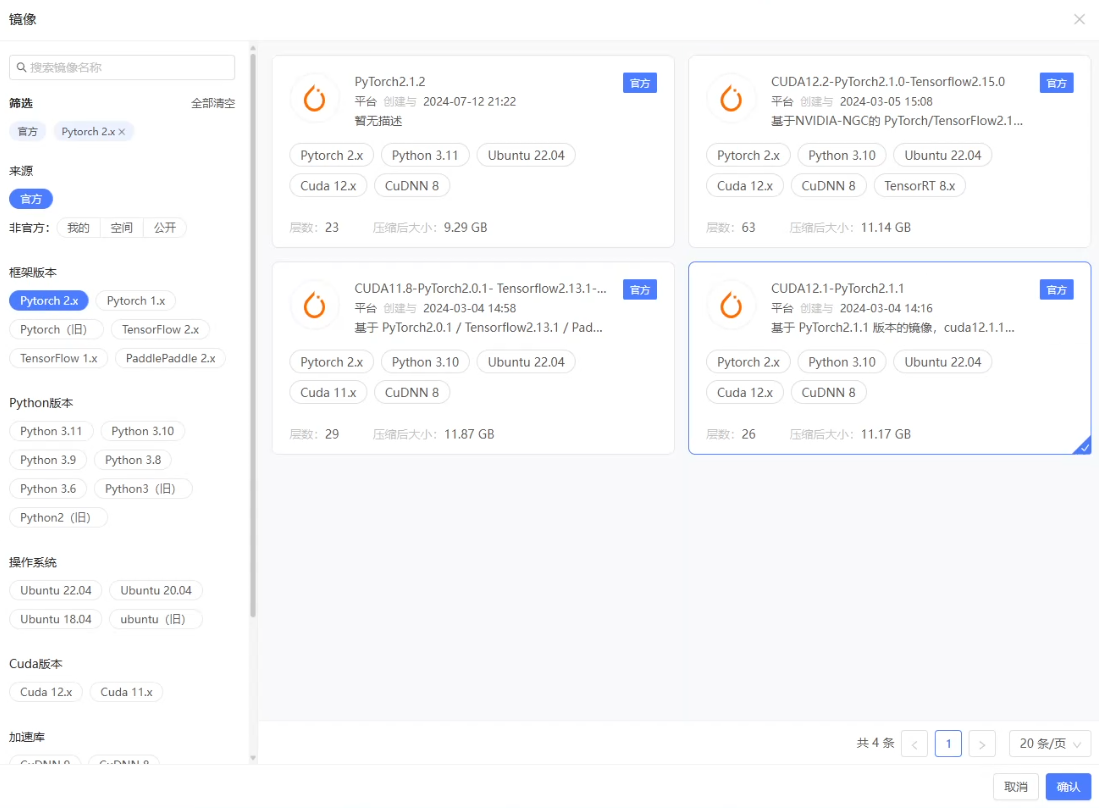 镜像
搜索镜像名称
筛选 全部清空
官方 Pytorch 2.x ×
来源
官方
非官方： 我的 空间 公开
框架版本
Pytorch 2.x Pytorch 1.x
Pytorch（旧） TensorFlow 2.x
TensorFlow 1.x PaddlePaddle 2.x
Python版本
Python 3.11 Python 3.10
Python 3.9 Python 3.8
Python 3.6 Python3（旧）
Python2（旧）
操作系统
Ubuntu 22.04 Ubuntu 20.04
Ubuntu 18.04 ubuntu（旧）
Cuda版本
Cuda 12.x Cuda 11.x
加速库
PyTorch2.1.2 官方
平台 创建与 2024-07-12 21:22
暂无描述
Pytorch 2.x Python 3.11 Ubuntu 22.04
Cuda 12.x CuDNN 8
层数： 23 压缩后大小： 9.29 GB
CUDA12.2-PyTorch2.1.0-Tensorflow2.15.0 官方
平台 创建与 2024-03-05 15:08
基于NVIDIA-NGC的 PyTorch/TensorFlow2.1...
Pytorch 2.x Python 3.10 Ubuntu 22.04
Cuda 12.x CuDNN 8 TensorRT 8.x
层数： 63 压缩后大小： 11.14 GB
CUDA11.8-PyTorch2.0.1- Tensorflow2.13.1-... 官方
平台 创建与 2024-03-04 14:58
基于 PyTorch2.0.1 / Tensorflow2.13.1 / Pad...
Pytorch 2.x Python 3.10 Ubuntu 22.04
Cuda 11.x CuDNN 8
层数： 29 压缩后大小： 11.87 GB
CUDA12.1-PyTorch2.1.1 官方
平台 创建与 2024-03-04 14:16
基于 PyTorch2.1.1 版本的镜像，cuda12.1.1...
Pytorch 2.x Python 3.10 Ubuntu 22.04
Cuda 12.x CuDNN 8
层数： 26 压缩后大小： 11.17 GB
共 4 条 < 1 > 20 条/页
取消 确认